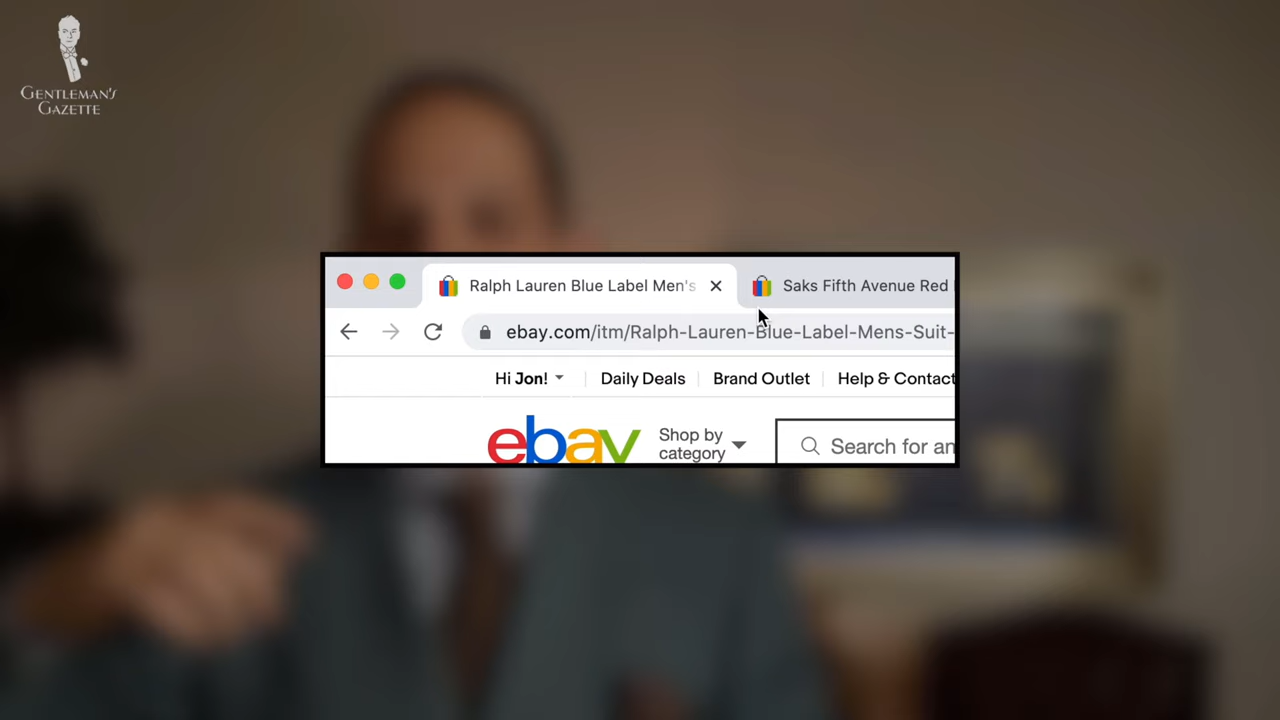 GENTLEMAN'S
GAZETTE
Ralph Lauren Blue Label Men's
Saks Fifth Avenue Red
ebay.com/itm/Ralph-Lauren-Blue-Label-Mens-Suit-
Hi Jon!
Daily Deals
Brand Outlet
Help & Contact
ebay
Shop by
category
Search for an